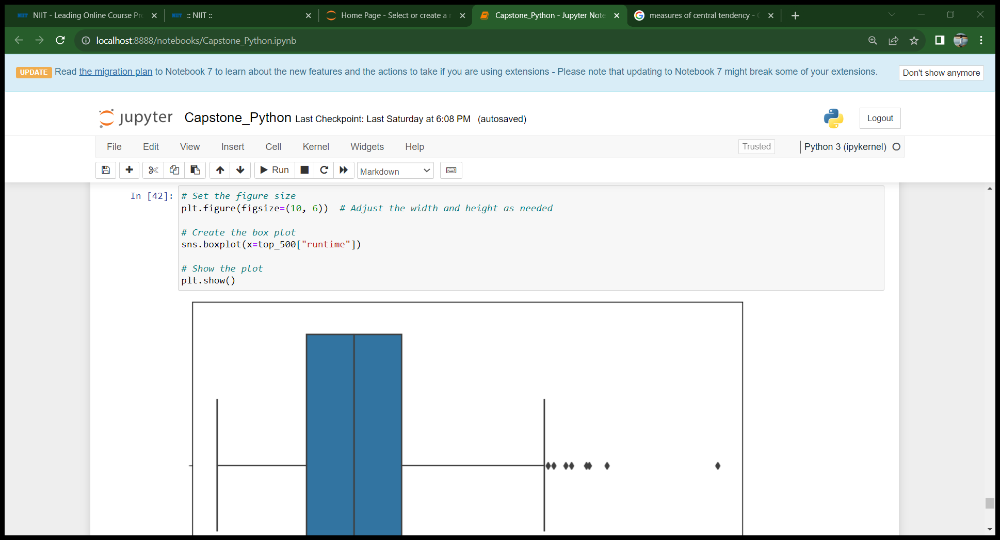 NIIT NIIT - Leading Online Course Pr
NIIT :: NIIT ::
Home Page - Select or create a
Capstone_Python - Jupyter Note
measures of central tendency -
localhost:8888/notebooks/Capstone_Python.ipynb
UPDATE Read the migration plan to Notebook 7 to learn about the new features and the actions to take if you are using extensions - Please note that updating to Notebook 7 might break some of your extensions.
Don't show anymore
jupyter Capstone_Python Last Checkpoint: Last Saturday at 6:08 PM (autosaved)
Logout
File Edit View Insert Cell Kernel Widgets Help
Trusted
Python 3 (ipykernel)
Run
Markdown
In [42]:
# Set the figure size
plt.figure(figsize=(10, 6))  # Adjust the width and height as needed
# Create the box plot
sns.boxplot(x=top_500["runtime"])
# Show the plot
plt.show()